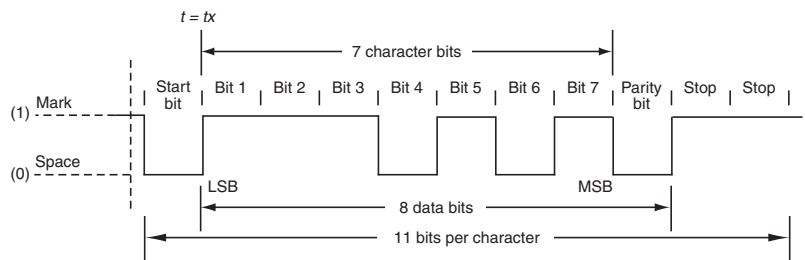 t = tx
7 character bits
Start bit Bit 1 Bit 2 Bit 3 Bit 4 Bit 5 Bit 6 Bit 7 Parity bit Stop Stop
(1) Mark
(0) Space
LSB MSB
8 data bits
11 bits per character